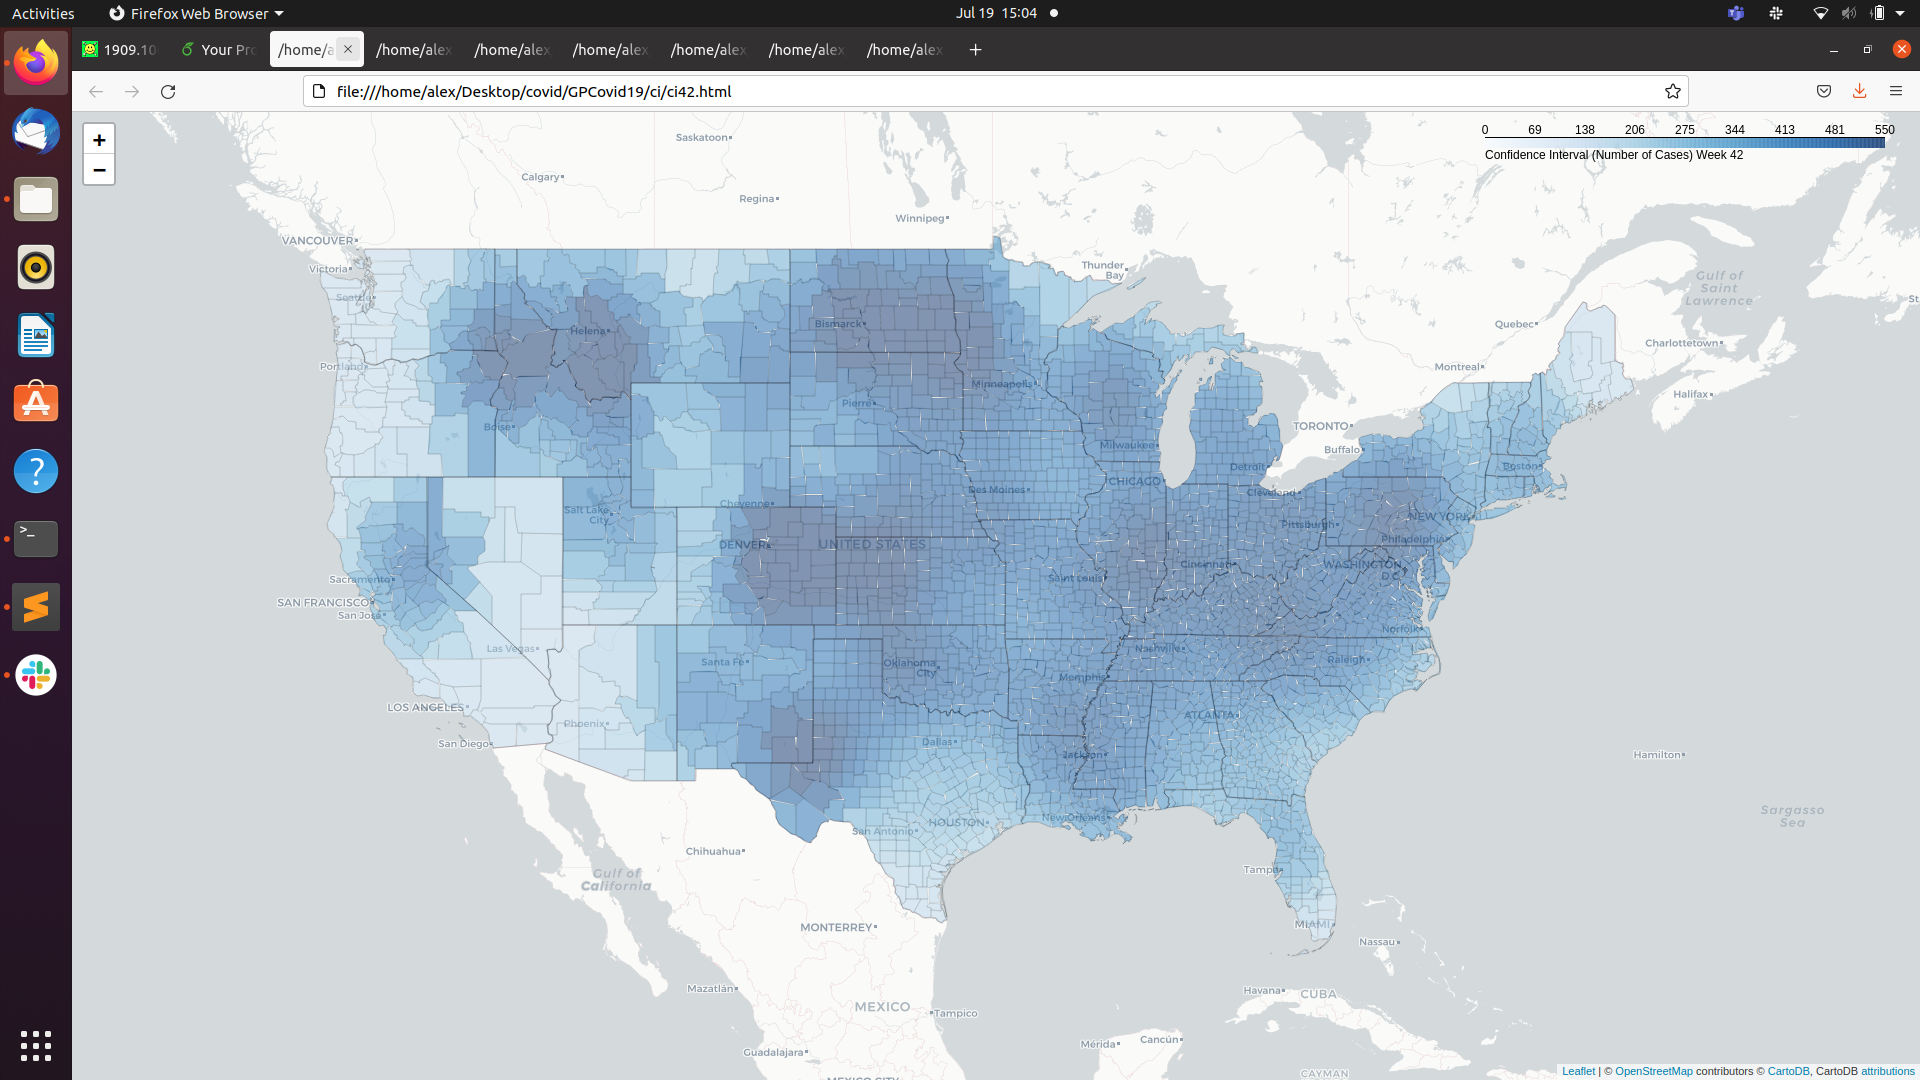 Activities
Firefox Web Browser
Jul 19 15:04
1909.10
Your Pr
/home/a
/home/alex
/home/alex
/home/alex
/home/alex
/home/alex
/home/alex
file:///home/alex/Desktop/covid/GPCovid19/ci/ci42.html
+
−
0 69 138 206 275 344 413 481 550
Confidence Interval (Number of Cases) Week 42
Saskatoon
Calgary
Regina
Winnipeg
VANCOUVER
Victoria
Seattle
Thunder
Bay
Gulf of
Saint
Lawrence
St
Helena
Bismarck
Quebec
Charlottetown
Portland
Montreal
Minneapolis
Halifax
Pierre
Boise
TORONTO
Milwaukee
Buffalo
Detroit
Boston
CHICAGO
Des Moines
Cleveland
Cheyenne
Salt Lake
City
NEW YORK
Pittsburgh
DENVER
UNITED STATES
Philadelphia
Cincinnati
WASHINGTON
D.C.
Sacramento
Saint Louis
SAN FRANCISCO
San Jose
Norfolk
Las Vegas
Nashville
Santa Fe
Oklahoma
City
Raleigh
Memphis
LOS ANGELES
Phoenix
ATLANTA
San Diego
Dallas
Jackson
Hamilton
Sargasso
Sea
New Orleans
HOUSTON
San Antonio
Chihuahua
Gulf of
California
Tampa
MONTERREY
MIAMI
Nassau
Mazatlán
Havana
CUBA
MEXICO
Tampico
Mérida
Cancún
Guadalajara
CAYMAN
MEXICO CITY
Leaflet | © OpenStreetMap contributors © CartoDB, CartoDB attributions